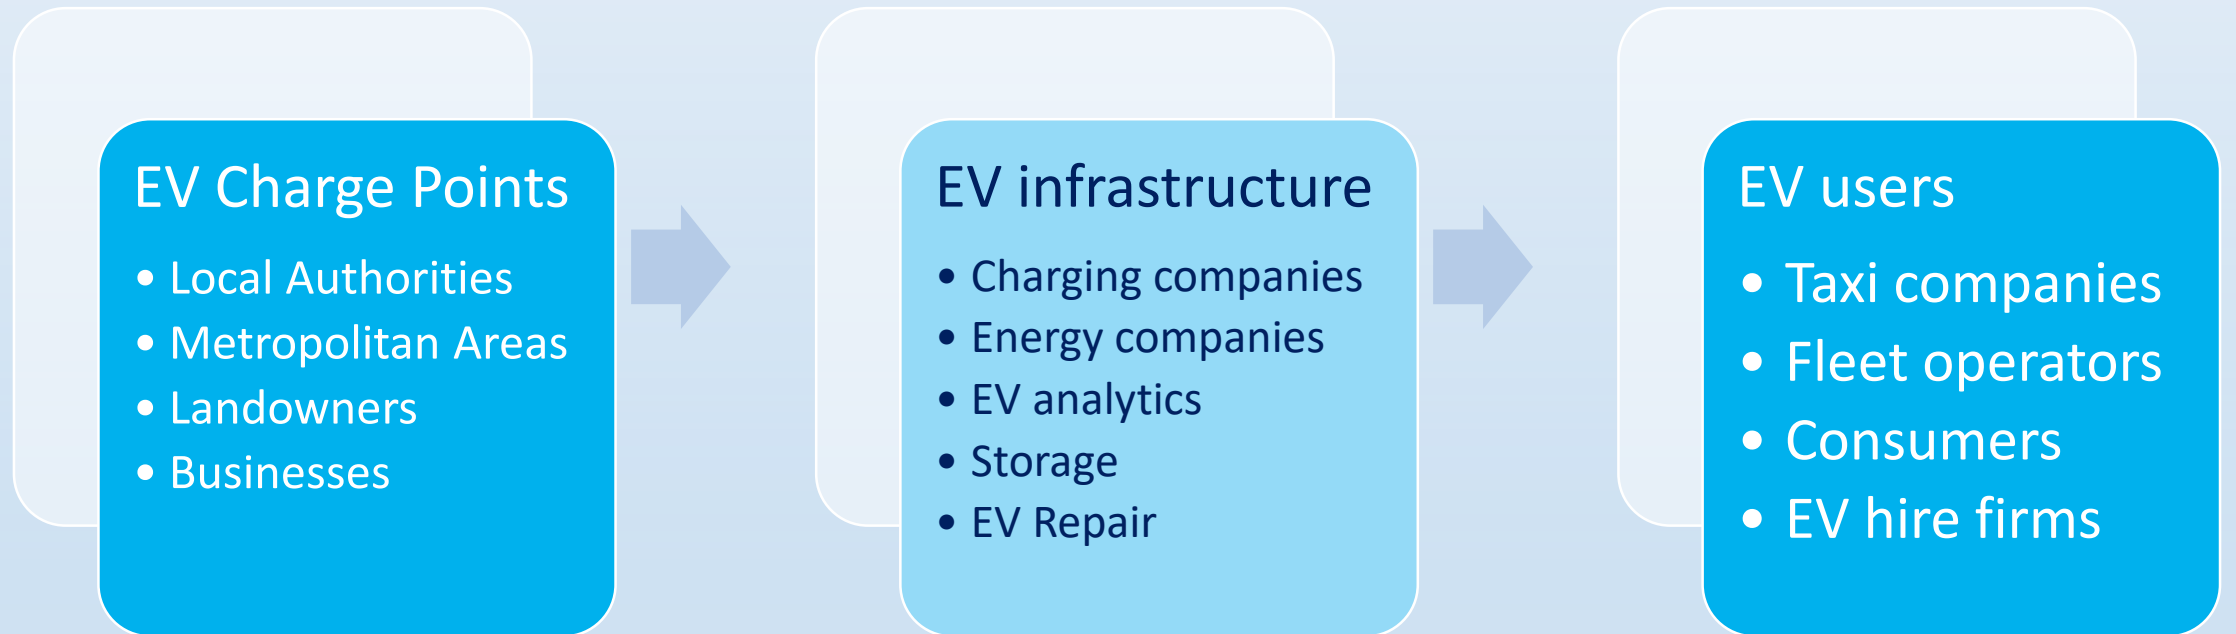 EV Charge Points
• Local Authorities
• Metropolitan Areas
• Landowners
• Businesses
EV infrastructure
• Charging companies
• Energy companies
• EV analytics
• Storage
• EV Repair
EV users
• Taxi companies
• Fleet operators
• Consumers
• EV hire firms